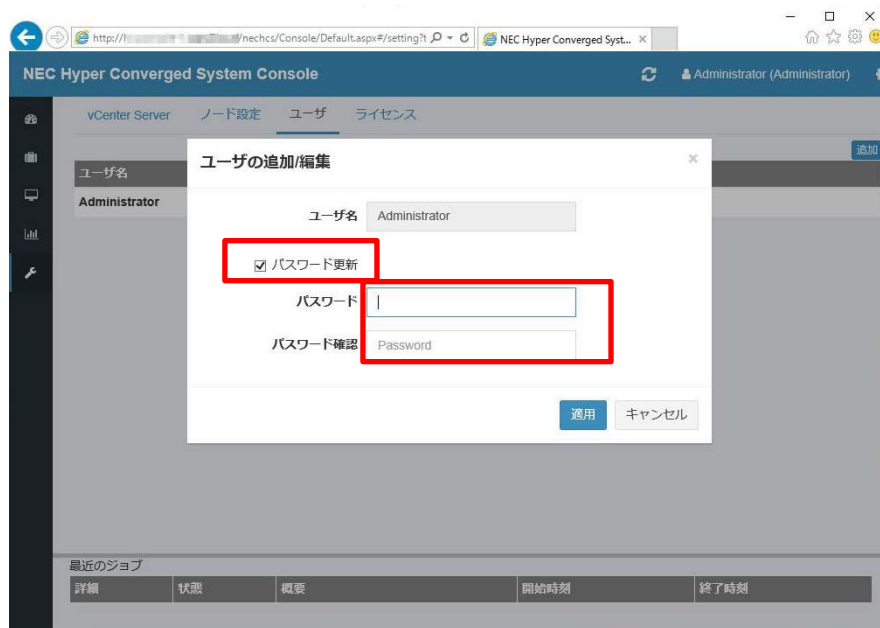 http://h /nechcs/Console/Default.aspx#/setting?t
NEC Hyper Converged Syst...
NEC Hyper Converged System Console
Administrator (Administrator)
vCenter Server ノード設定 ユーザ ライセンス
追加
ユーザ名
Administrator
ユーザの追加/編集
ユーザ名 Administrator
パスワード更新
パスワード
パスワード確認 Password
適用 キャンセル
最近のジョブ
詳細 状態 概要 開始時刻 終了時刻